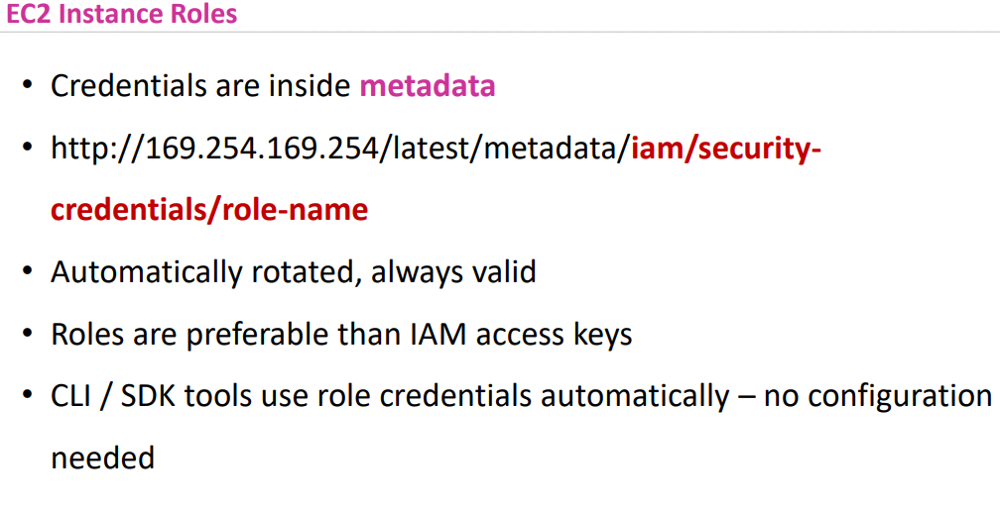 EC2 Instance Roles
• Credentials are inside metadata
• http://169.254.169.254/latest/metadata/iam/security-
credentials/role-name
• Automatically rotated, always valid
• Roles are preferable than IAM access keys
• CLI / SDK tools use role credentials automatically – no configuration
needed